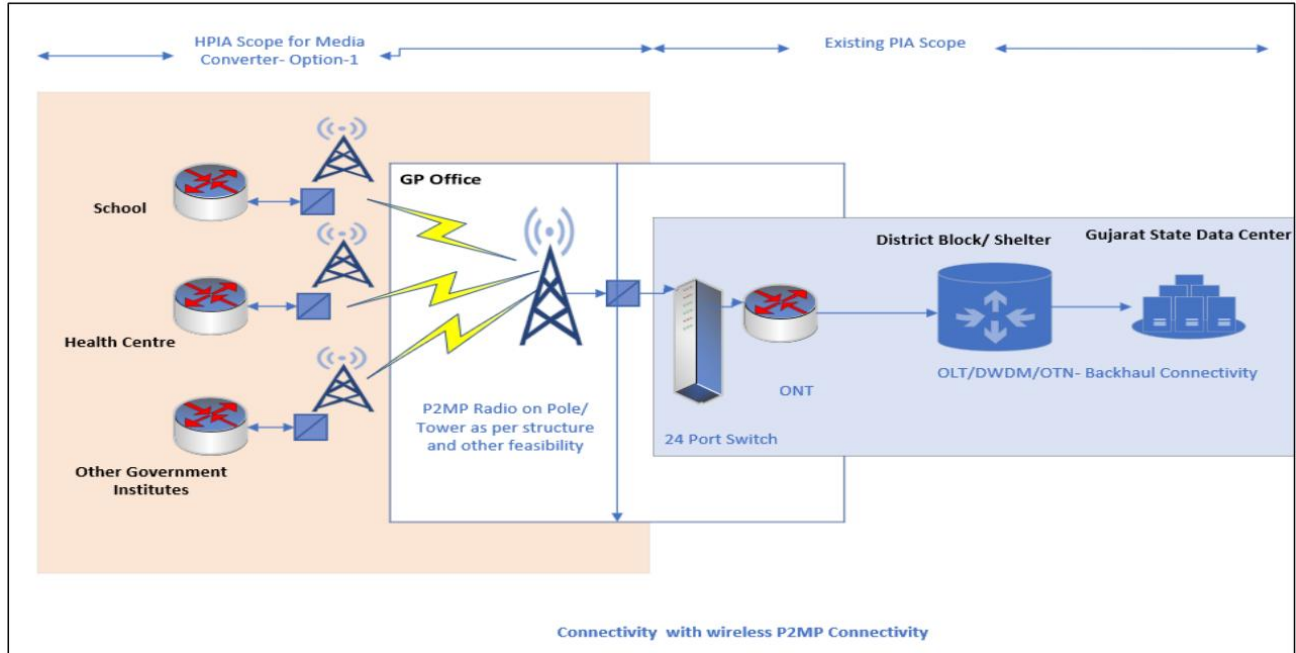 HPIA Scope for Media
Converter- Option-1
Existing PIA Scope
GP Office
School
Health Centre
Other Government
Institutes
P2MP Radio on Pole/
Tower as per structure
and other feasibility
District Block/ Shelter
Gujarat State Data Center
ONT
OLT/DWDM/OTN- Backhaul Connectivity
24 Port Switch
Connectivity with wireless P2MP Connectivity